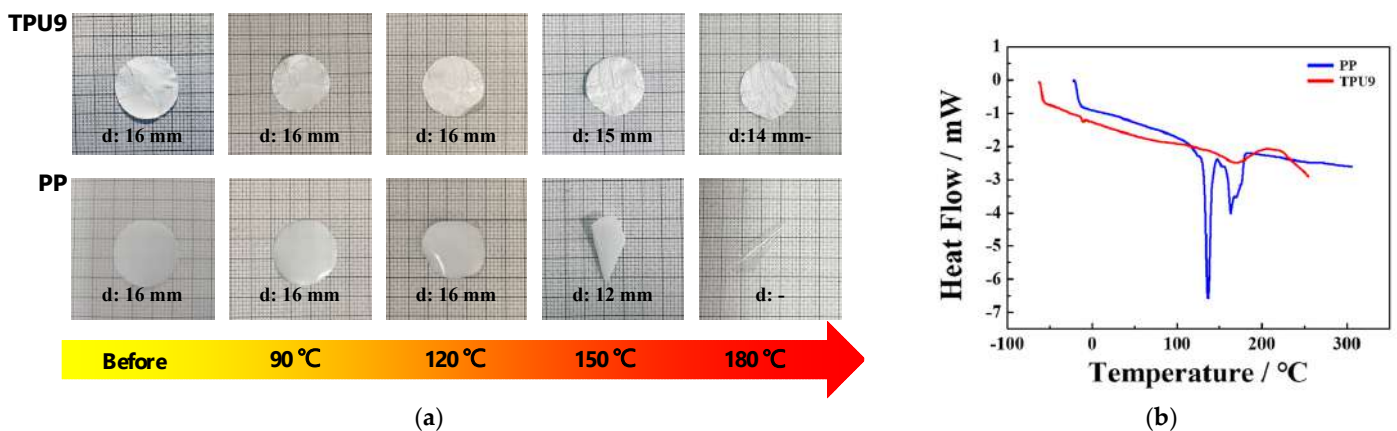 TPU9
d: 16 mm
d: 16 mm
d: 16 mm
d: 15 mm
d:14 mm-
PP
d: 16 mm
d: 16 mm
d: 16 mm
d: 12 mm
d: -
Before
90 ℃
120 ℃
150 ℃
180 ℃
(a)
1
0
-1
-2
-3
-4
-5
-6
-7
Heat Flow / mW
PP
TPU9
-100
0
100
200
300
Temperature / °C
(b)